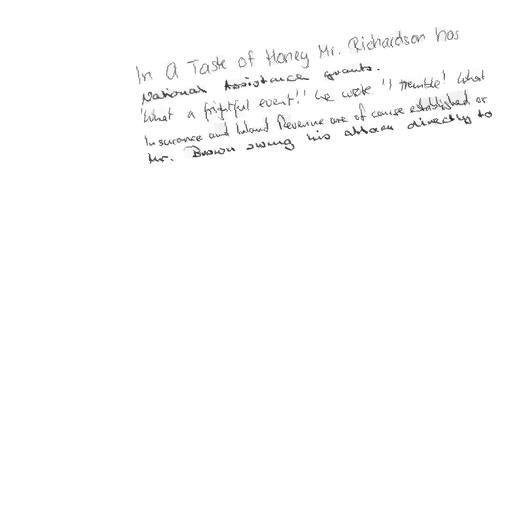 In A Taste of Honey Mr. Richardson has
National Assistance grants.
"What a frightful event!" he wrote. "I tremble! What
Insurance and Inland Revenue are of course established or
Mr. Brown swung his attack directly to